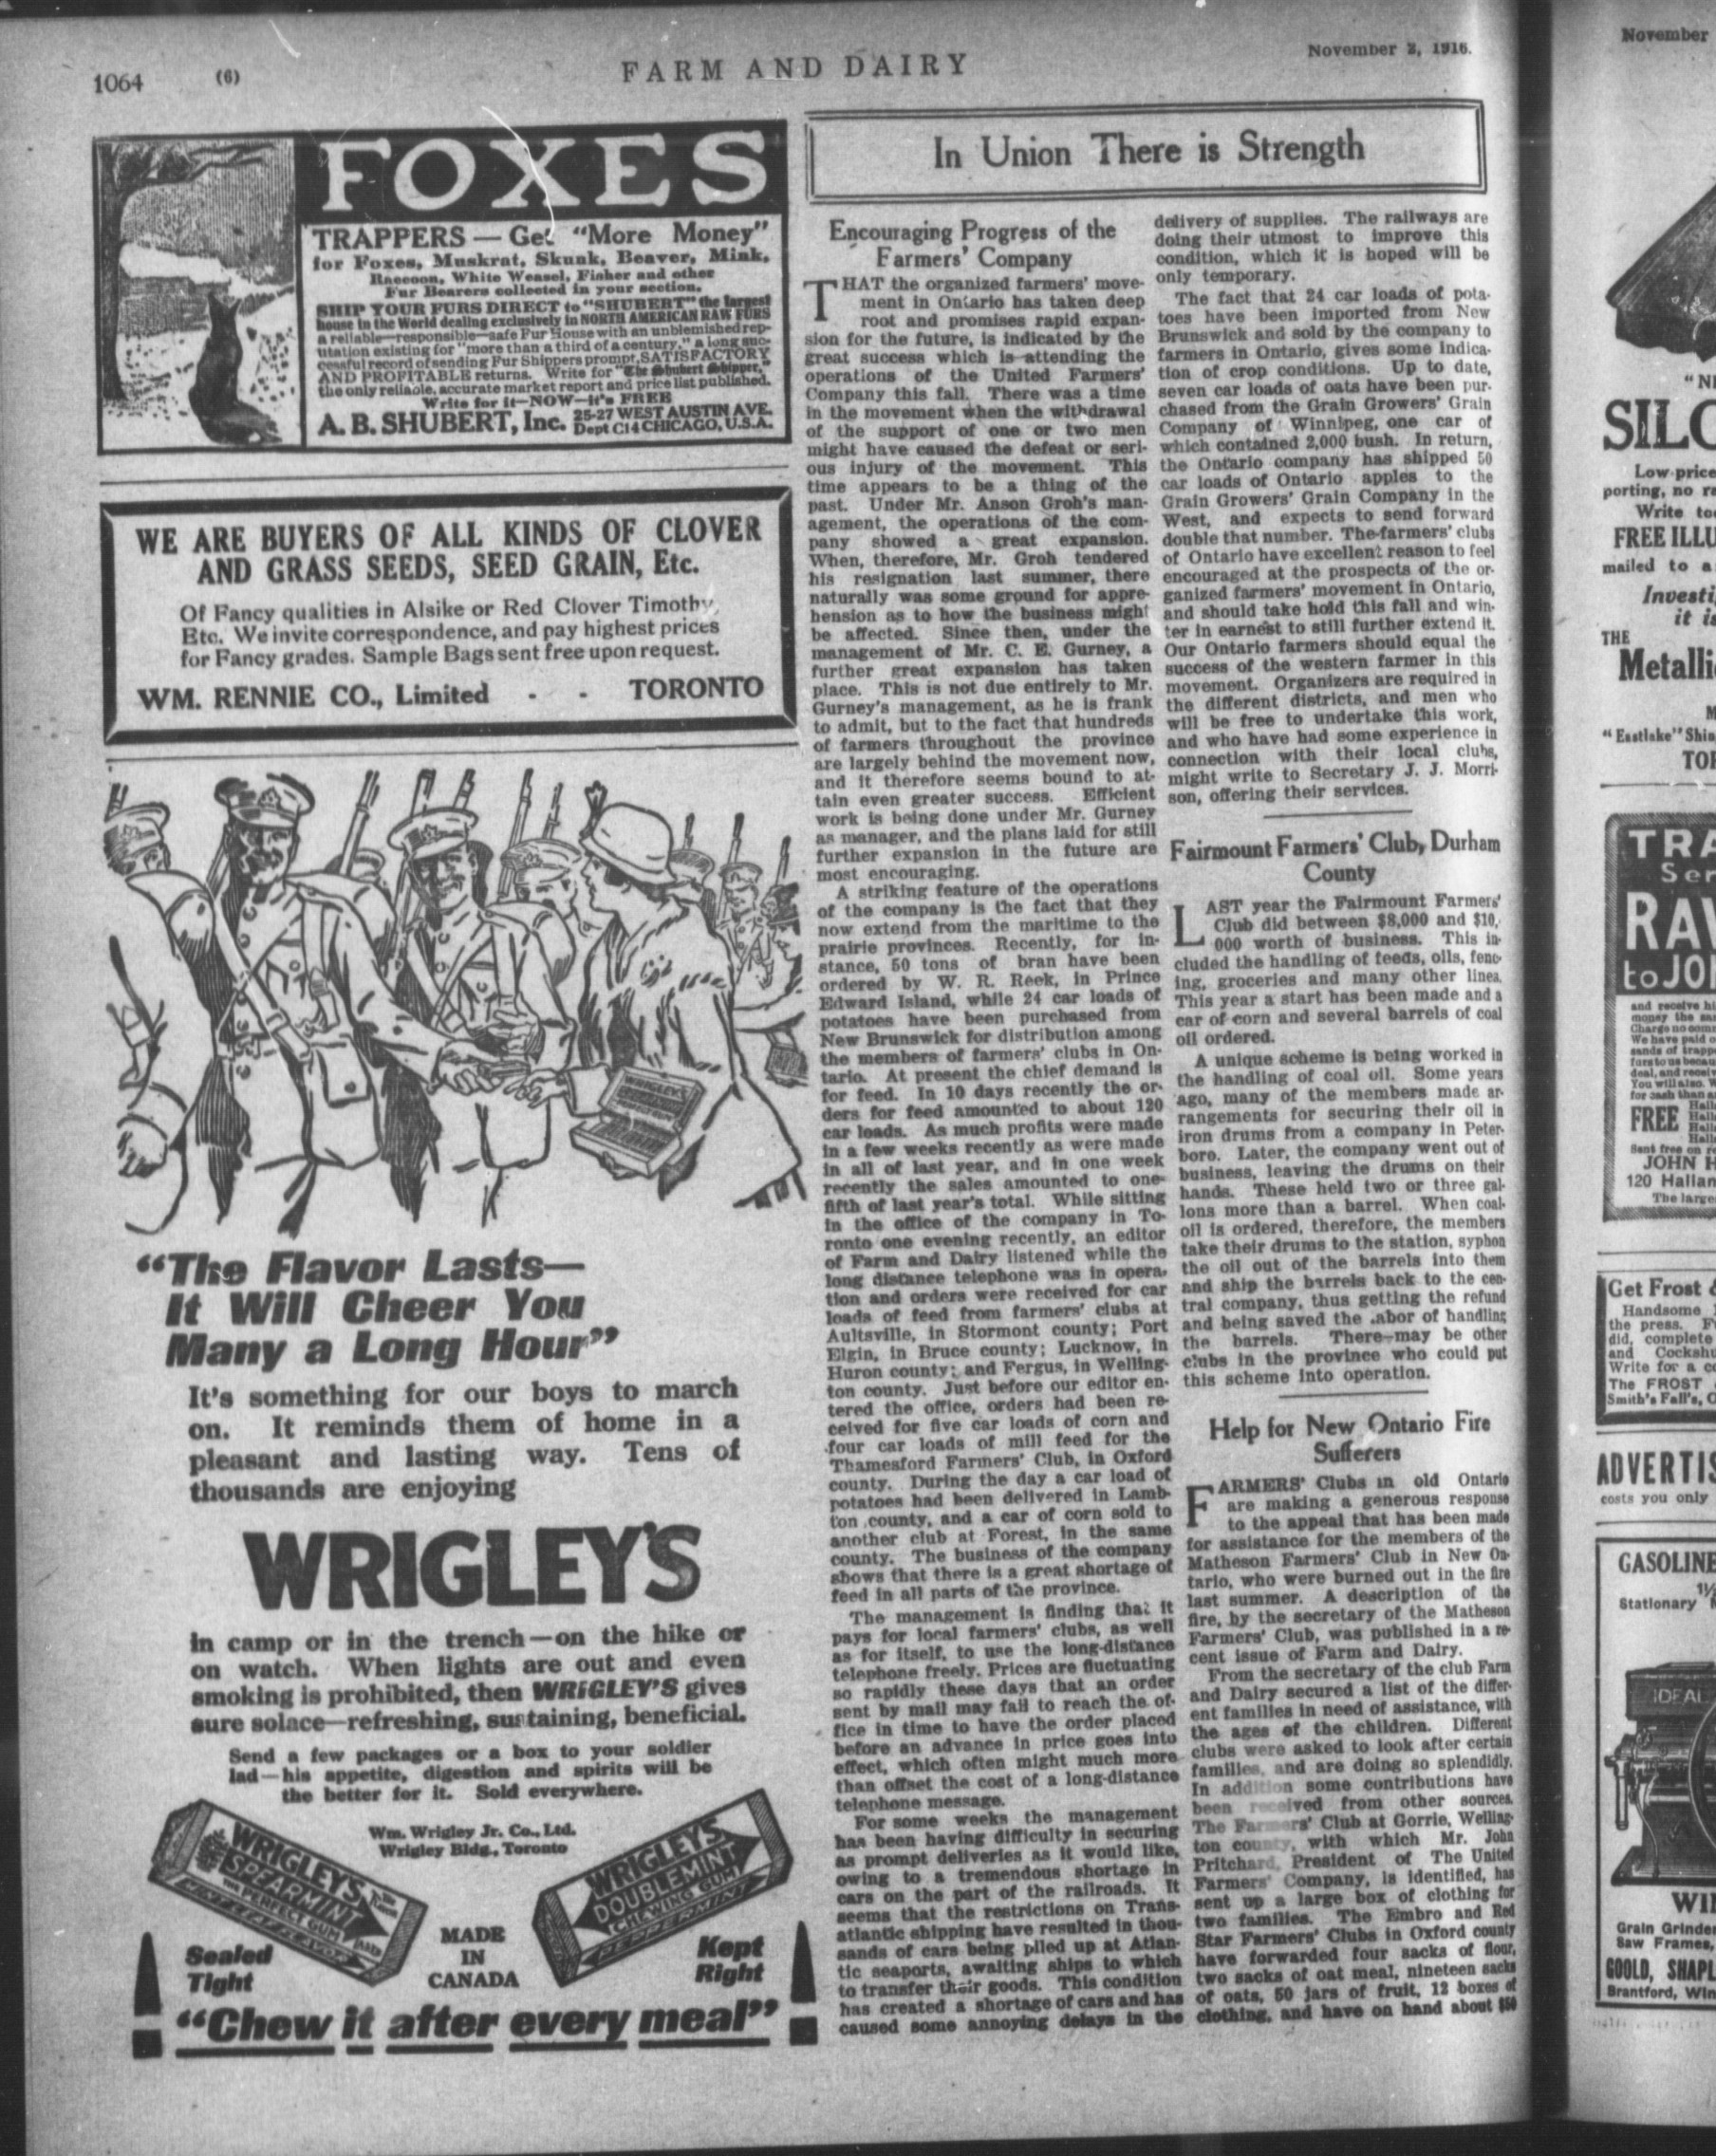 1064 (6) FARM AND DAIRY November 2, 1916.
FOXES
TRAPPERS — Get "More Money"
for Foxes, Muskrat, Skunk, Beaver, Mink,
Raccoon, White Weasel, Fisher and other
Fur Bearers collected in your section.
SHIP YOUR FURS DIRECT to "SHUBERT" the largest
house in the World dealing exclusively in NORTH AMERICAN RAW FURS
a reliable—responsible—safe Fur House with an unblemished rep-
utation existing for "more than a third of a century," a long suc-
cessful record of sending Fur Shippers prompt, SATISFACTORY
AND PROFITABLE returns. Write for "The Shubert Shipper,"
the only reliable, accurate market report and price list published.
Write for it—NOW—it's FREE
A. B. SHUBERT, Inc. 25-27 WEST AUSTIN AVE.
Dept C14 CHICAGO, U.S.A.
WE ARE BUYERS OF ALL KINDS OF CLOVER
AND GRASS SEEDS, SEED GRAIN, Etc.
Of Fancy qualities in Alsike or Red Clover Timothy,
Etc. We invite correspondence, and pay highest prices
for Fancy grades. Sample Bags sent free upon request.
WM. RENNIE CO., Limited - - TORONTO
WRIGLEY'S
"The Flavor Lasts—
It Will Cheer You
Many a Long Hour"
It's something for our boys to march
on. It reminds them of home in a
pleasant and lasting way. Tens of
thousands are enjoying
WRIGLEY'S
in camp or in the trench—on the hike or
on watch. When lights are out and even
smoking is prohibited, then WRIGLEY'S gives
sure solace—refreshing, sustaining, beneficial.
Send a few packages or a box to your soldier
lad—his appetite, digestion and spirits will be
the better for it. Sold everywhere.
Wm. Wrigley Jr. Co., Ltd.
Wrigley Bldg., Toronto
WRIGLEY'S
SPEARMINT
THE PERFECT GUM
WRIGLEY'S
DOUBLEMINT
CHEWING GUM
MADE
IN
CANADA
Sealed
Tight
Kept
Right
"Chew it after every meal"
In Union There is Strength
Encouraging Progress of the
Farmers' Company
THAT the organized farmers' move-
ment in Ontario has taken deep
root and promises rapid expan-
sion for the future, is indicated by the
great success which is attending the
operations of the United Farmers'
Company this fall. There was a time
in the movement when the withdrawal
of the support of one or two men
might have caused the defeat or seri-
ous injury of the movement. This
time appears to be a thing of the
past. Under Mr. Anson Groh's man-
agement, the operations of the com-
pany showed a great expansion.
When, therefore, Mr. Groh tendered
his resignation last summer, there
naturally was some ground for appre-
hension as to how the business might
be affected. Since then, under the
management of Mr. C. E. Gurney, a
further great expansion has taken
place. This is not due entirely to Mr.
Gurney's management, as he is frank
to admit, but to the fact that hundreds
of farmers throughout the province
are largely behind the movement now,
and it therefore seems bound to at-
tain even greater success. Efficient
work is being done under Mr. Gurney
as manager, and the plans laid for still
further expansion in the future are
most encouraging.
A striking feature of the operations
of the company is the fact that they
now extend from the maritime to the
prairie provinces. Recently, for in-
stance, 50 tons of bran have been
ordered by W. R. Reek, in Prince
Edward Island, while 24 car loads of
potatoes have been purchased from
New Brunswick for distribution among
the members of farmers' clubs in On-
tario. At present the chief demand is
for feed. In 10 days recently the or-
ders for feed amounted to about 120
car loads. As much profits were made
in a few weeks recently as were made
in all of last year, and in one week
recently the sales amounted to one-
fifth of last year's total. While sitting
in the office of the company in To-
ronto one evening recently, an editor
of Farm and Dairy listened while the
long distance telephone was in opera-
tion and orders were received for car
loads of feed from farmers' clubs at
Aultsville, in Stormont county; Port
Elgin, in Bruce county; Lucknow, in
Huron county; and Fergus, in Welling-
ton county. Just before our editor en-
tered the office, orders had been re-
ceived for five car loads of corn and
four car loads of mill feed for the
Thamesford Farmers' Club, in Oxford
county. During the day a car load of
potatoes had been delivered in Lamb-
ton county, and a car of corn sold to
another club at Forest, in the same
county. The business of the company
shows that there is a great shortage of
feed in all parts of the province.
The management is finding that it
pays for local farmers' clubs, as well
as for itself, to use the long-distance
telephone freely. Prices are fluctuating
so rapidly these days that an order
sent by mail may fail to reach the of-
fice in time to have the order placed
before an advance in price goes into
effect, which often might much more
than offset the cost of a long-distance
telephone message.
For some weeks the management
has been having difficulty in securing
as prompt deliveries as it would like,
owing to a tremendous shortage in
cars on the part of the railroads. It
seems that the restrictions on Trans-
atlantic shipping have resulted in thou-
sands of cars being piled up at Atlan-
tic seaports, awaiting ships to which
to transfer their goods. This condition
has created a shortage of cars and has
caused some annoying delays in the
delivery of supplies. The railways are
doing their utmost to improve this
condition, which it is hoped will be
only temporary.
The fact that 24 car loads of pota-
toes have been imported from New
Brunswick and sold by the company to
farmers in Ontario, gives some indica-
tion of crop conditions. Up to date,
seven car loads of oats have been pur-
chased from the Grain Growers' Grain
Company of Winnipeg, one car of
which contained 2,000 bush. In return,
the Ontario company has shipped 50
car loads of Ontario apples to the
Grain Growers' Grain Company in the
West, and expects to send forward
double that number. The farmers' clubs
of Ontario have excellent reason to feel
encouraged at the prospects of the or-
ganized farmers' movement in Ontario,
and should take hold this fall and win-
ter in earnest to still further extend it.
Our Ontario farmers should equal the
success of the western farmer in this
movement. Organizers are required in
the different districts, and men who
will be free to undertake this work,
and who have had some experience in
connection with their local clubs,
might write to Secretary J. J. Morri-
son, offering their services.
Fairmount Farmers' Club, Durham
County
LAST year the Fairmount Farmers'
Club did between $8,000 and $10,-
000 worth of business. This in-
cluded the handling of feeds, oils, fenc-
ing, groceries and many other lines.
This year a start has been made and a
car of corn and several barrels of coal
oil ordered.
A unique scheme is being worked in
the handling of coal oil. Some years
ago, many of the members made ar-
rangements for securing their oil in
iron drums from a company in Peter-
boro. Later, the company went out of
business, leaving the drums on their
hands. These held two or three gal-
lons more than a barrel. When coal-
oil is ordered, therefore, the members
take their drums to the station, syphon
the oil out of the barrels into them
and ship the barrels back to the cen-
tral company, thus getting the refund
and being saved the labor of handling
the barrels. There may be other
clubs in the province who could put
this scheme into operation.
Help for New Ontario Fire
Sufferers
FARMERS' Clubs in old Ontario
are making a generous response
to the appeal that has been made
for assistance for the members of the
Matheson Farmers' Club in New On-
tario, who were burned out in the fire
last summer. A description of the
fire, by the secretary of the Matheson
Farmers' Club, was published in a re-
cent issue of Farm and Dairy.
From the secretary of the club Farm
and Dairy secured a list of the differ-
ent families in need of assistance, with
the ages of the children. Different
clubs were asked to look after certain
families, and are doing so splendidly.
In addition some contributions have
been received from other sources.
The Farmers' Club at Gorrie, Welling-
ton county, with which Mr. John
Pritchard, President of The United
Farmers' Company, is identified, has
sent up a large box of clothing for
two families. The Embro and Red
Star Farmers' Clubs in Oxford county
have forwarded four sacks of flour,
two sacks of oat meal, nineteen sacks
of oats, 50 jars of fruit, 12 boxes of
clothing, and have on hand about $50
November
SILO
Low price
porting, no
Write
FREE ILLU
mailed to a
Investi
it is
THE
Metalli
"Eastlake" Shin
TOR
TRA
RAW
to JOH
and receive
FREE
JOHN H
120 Hallam
The large
Get Frost &
Handsome
the press.
did, complete
and Cockshu
Write for a
The FROST
Smith's Falls, O
ADVERTIS
costs you only
GASOLINE
1½
Stationary
IDEAL
WI
Grain Grinder
Saw Frames,
GOOLD, SHAPL
Brantford, Win